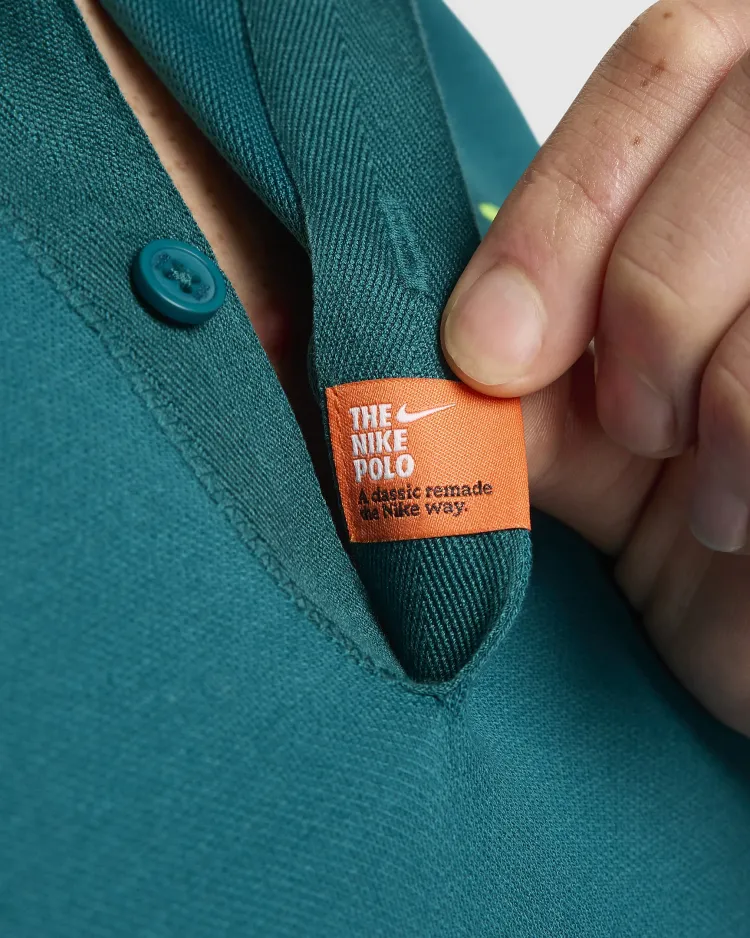 THE
NIKE
POLO
A classic remade
the Nike way.